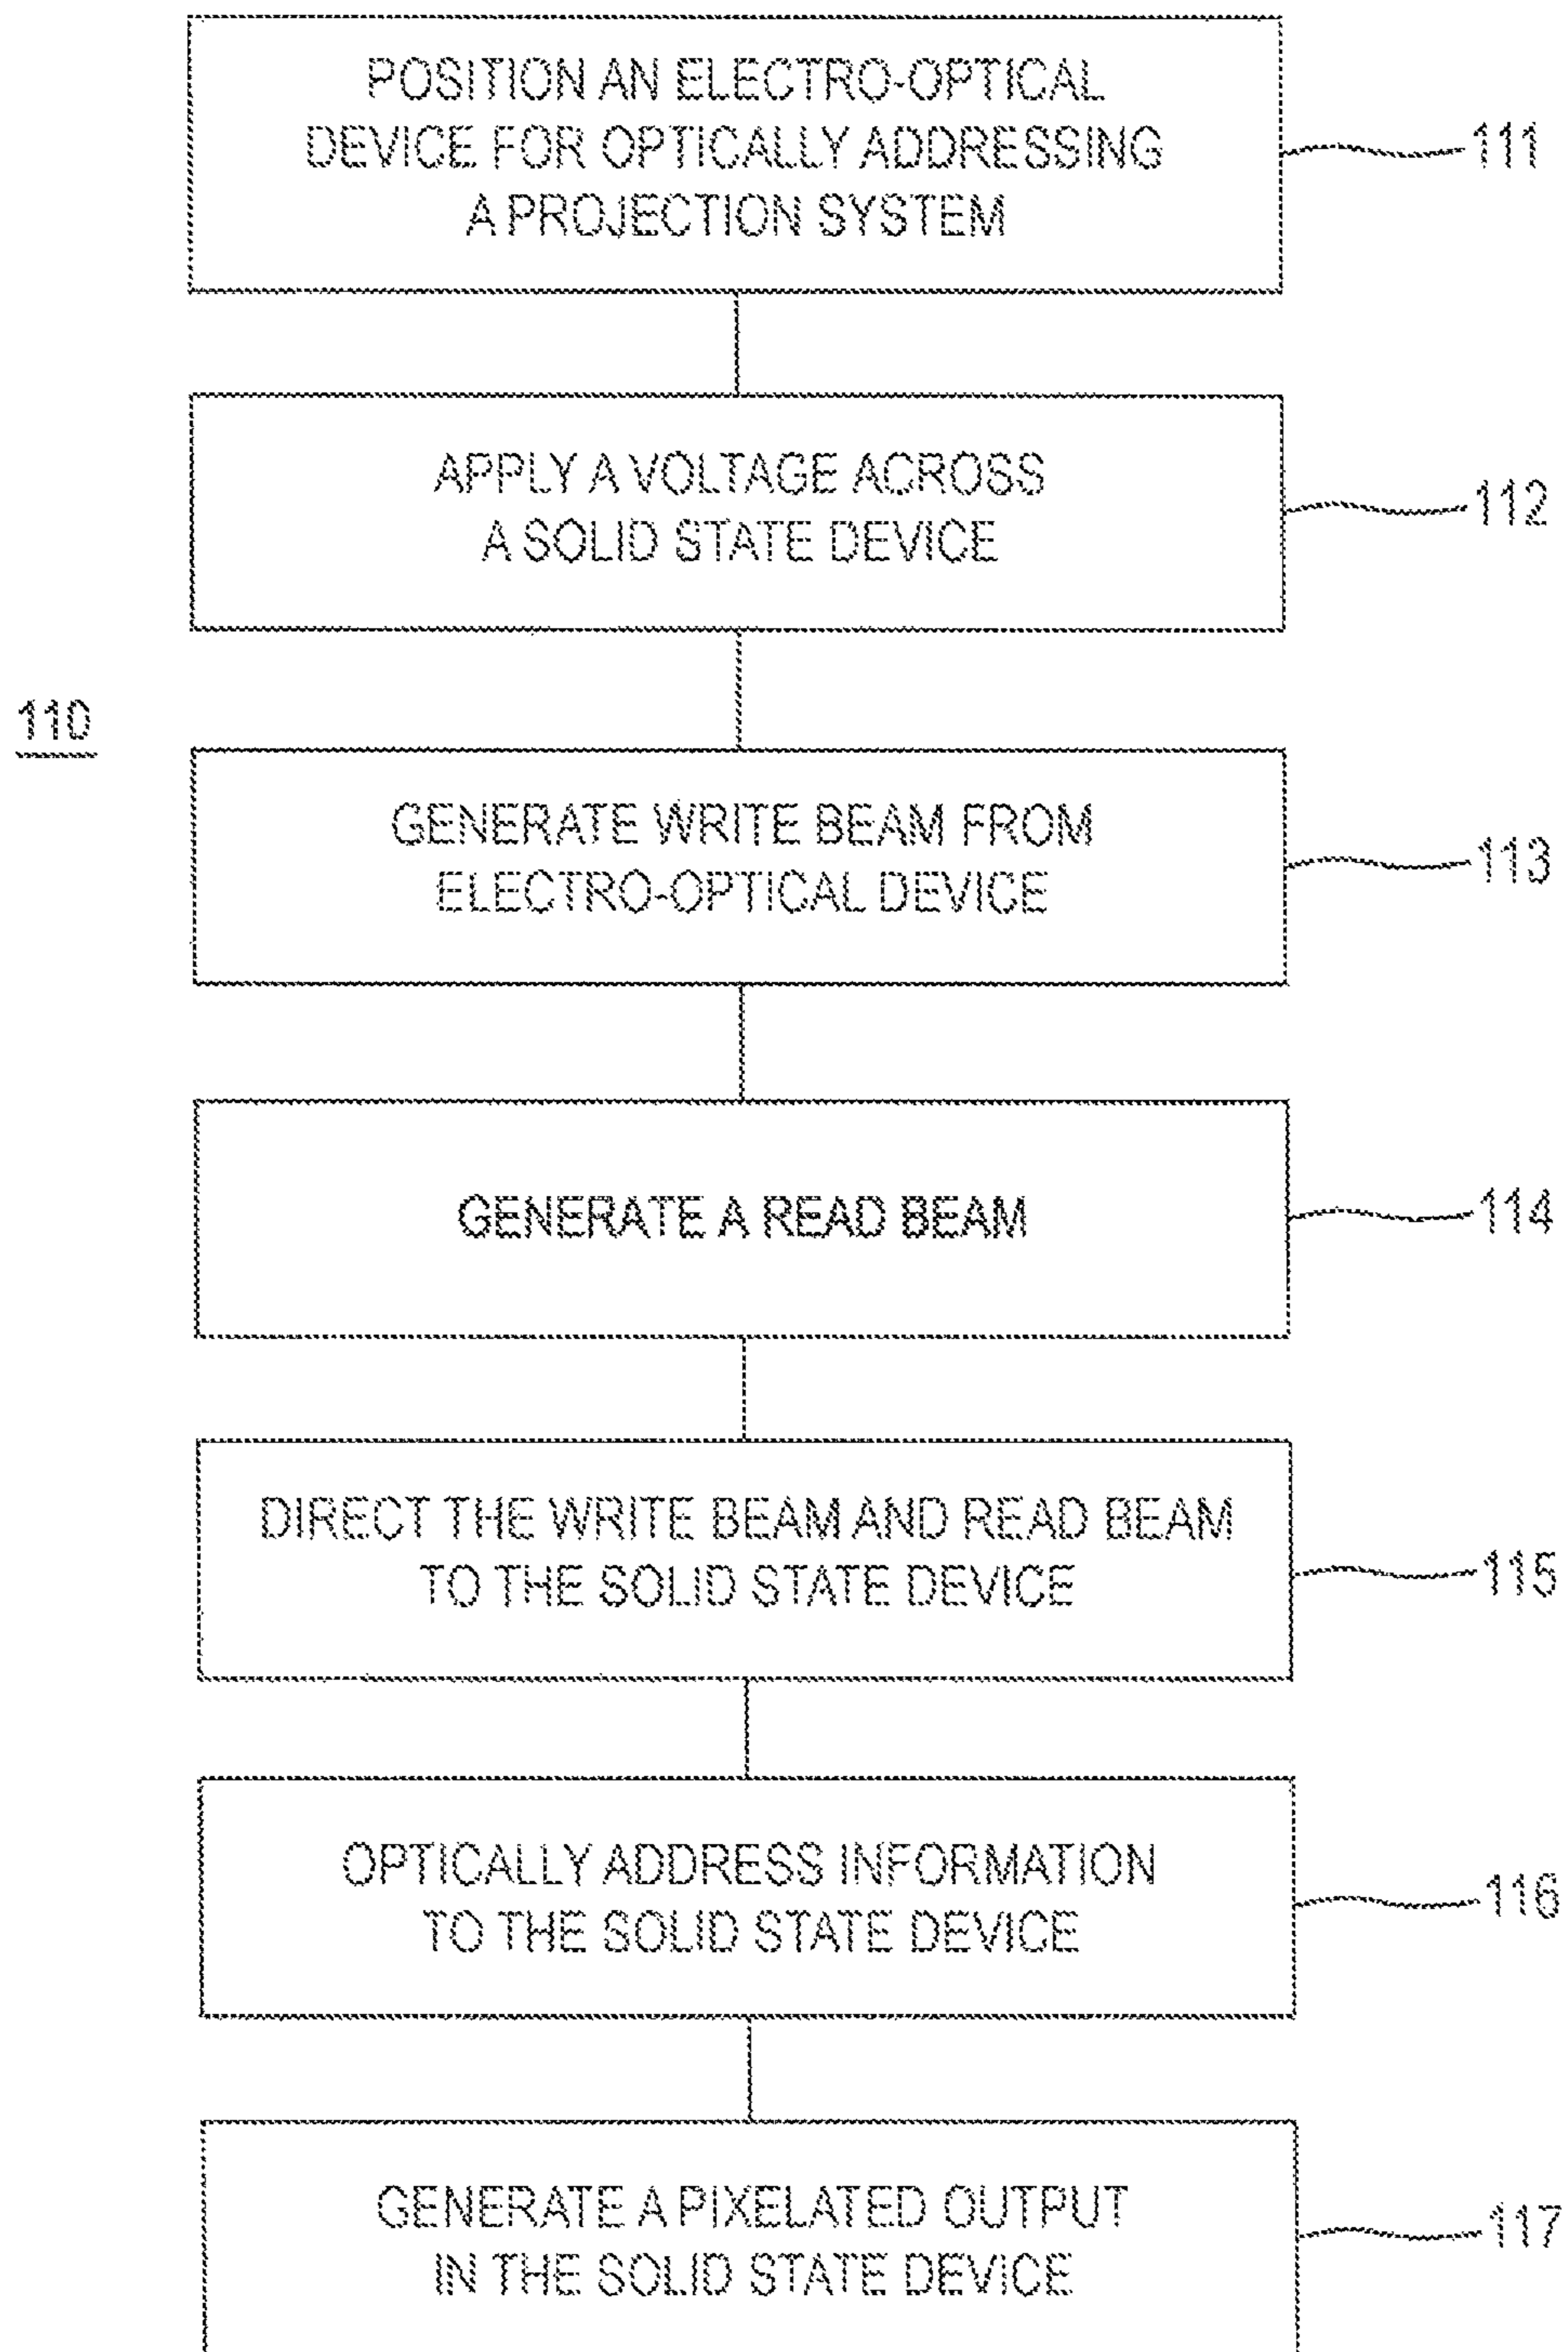 POSITION AN ELECTRO-OPTICAL
DEVICE FOR OPTICALLY ADDRESSING
A PROJECTION SYSTEM
111
APPLY A VOLTAGE ACROSS
A SOLID STATE DEVICE
112
110
GENERATE WRITE BEAM FROM
ELECTRO-OPTICAL DEVICE
113
GENERATE A READ BEAM
114
DIRECT THE WRITE BEAM AND READ BEAM
TO THE SOLID STATE DEVICE
115
OPTICALLY ADDRESS INFORMATION
TO THE SOLID STATE DEVICE
116
GENERATE A PIXELATED OUTPUT
IN THE SOLID STATE DEVICE
117